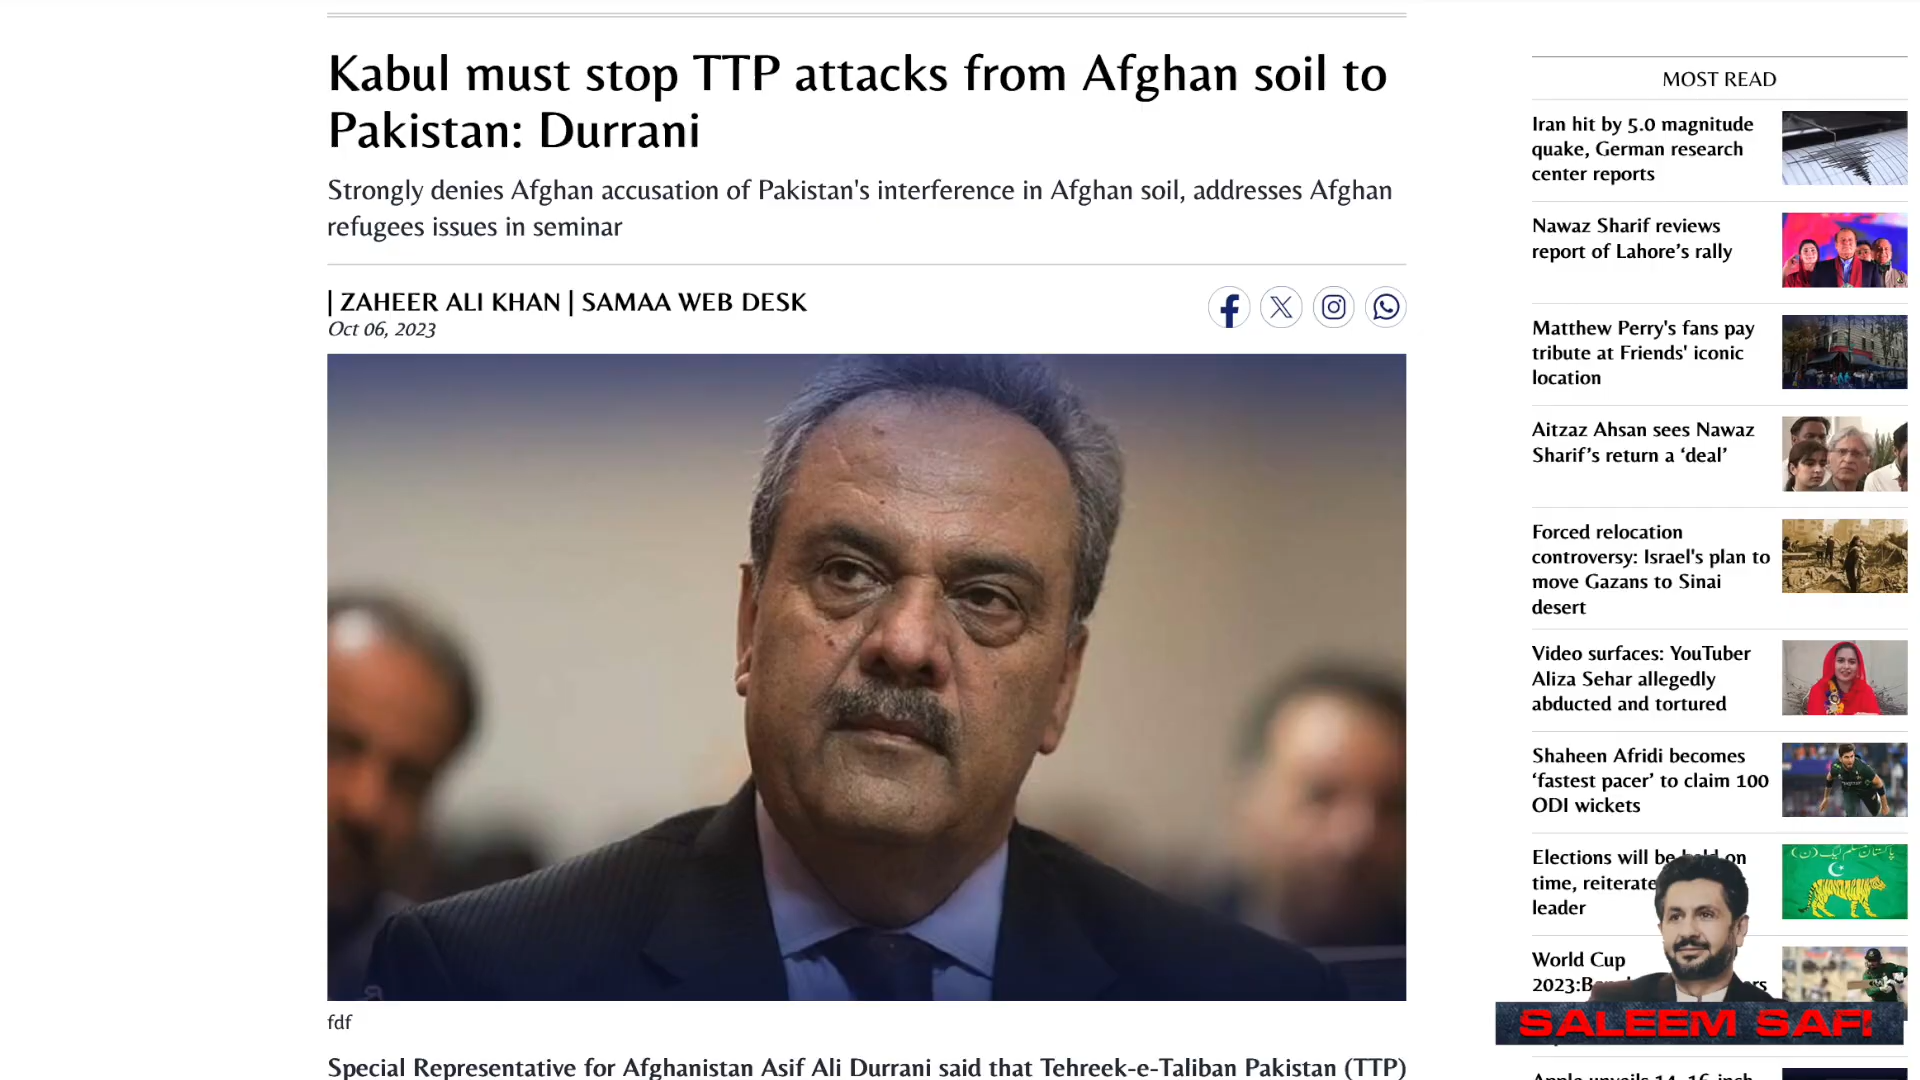 Kabul must stop TTP attacks from Afghan soil to
Pakistan: Durrani
Strongly denies Afghan accusation of Pakistan's interference in Afghan soil, addresses Afghan
refugees issues in seminar
| ZAHEER ALI KHAN | SAMAA WEB DESK
Oct 06, 2023
fdf
Special Representative for Afghanistan Asif Ali Durrani said that Tehreek-e-Taliban Pakistan (TTP)
MOST READ
Iran hit by 5.0 magnitude
quake, German research
center reports
Nawaz Sharif reviews
report of Lahore’s rally
Matthew Perry's fans pay
tribute at Friends' iconic
location
Aitzaz Ahsan sees Nawaz
Sharif’s return a ‘deal’
Forced relocation
controversy: Israel's plan to
move Gazans to Sinai
desert
Video surfaces: YouTuber
Aliza Sehar allegedly
abducted and tortured
Shaheen Afridi becomes
‘fastest pacer’ to claim 100
ODI wickets
Elections will be on
time, reiterate
leader
پاکستان مسلم لیگ (ن)
World Cup
2023:
SALEEM SAFI